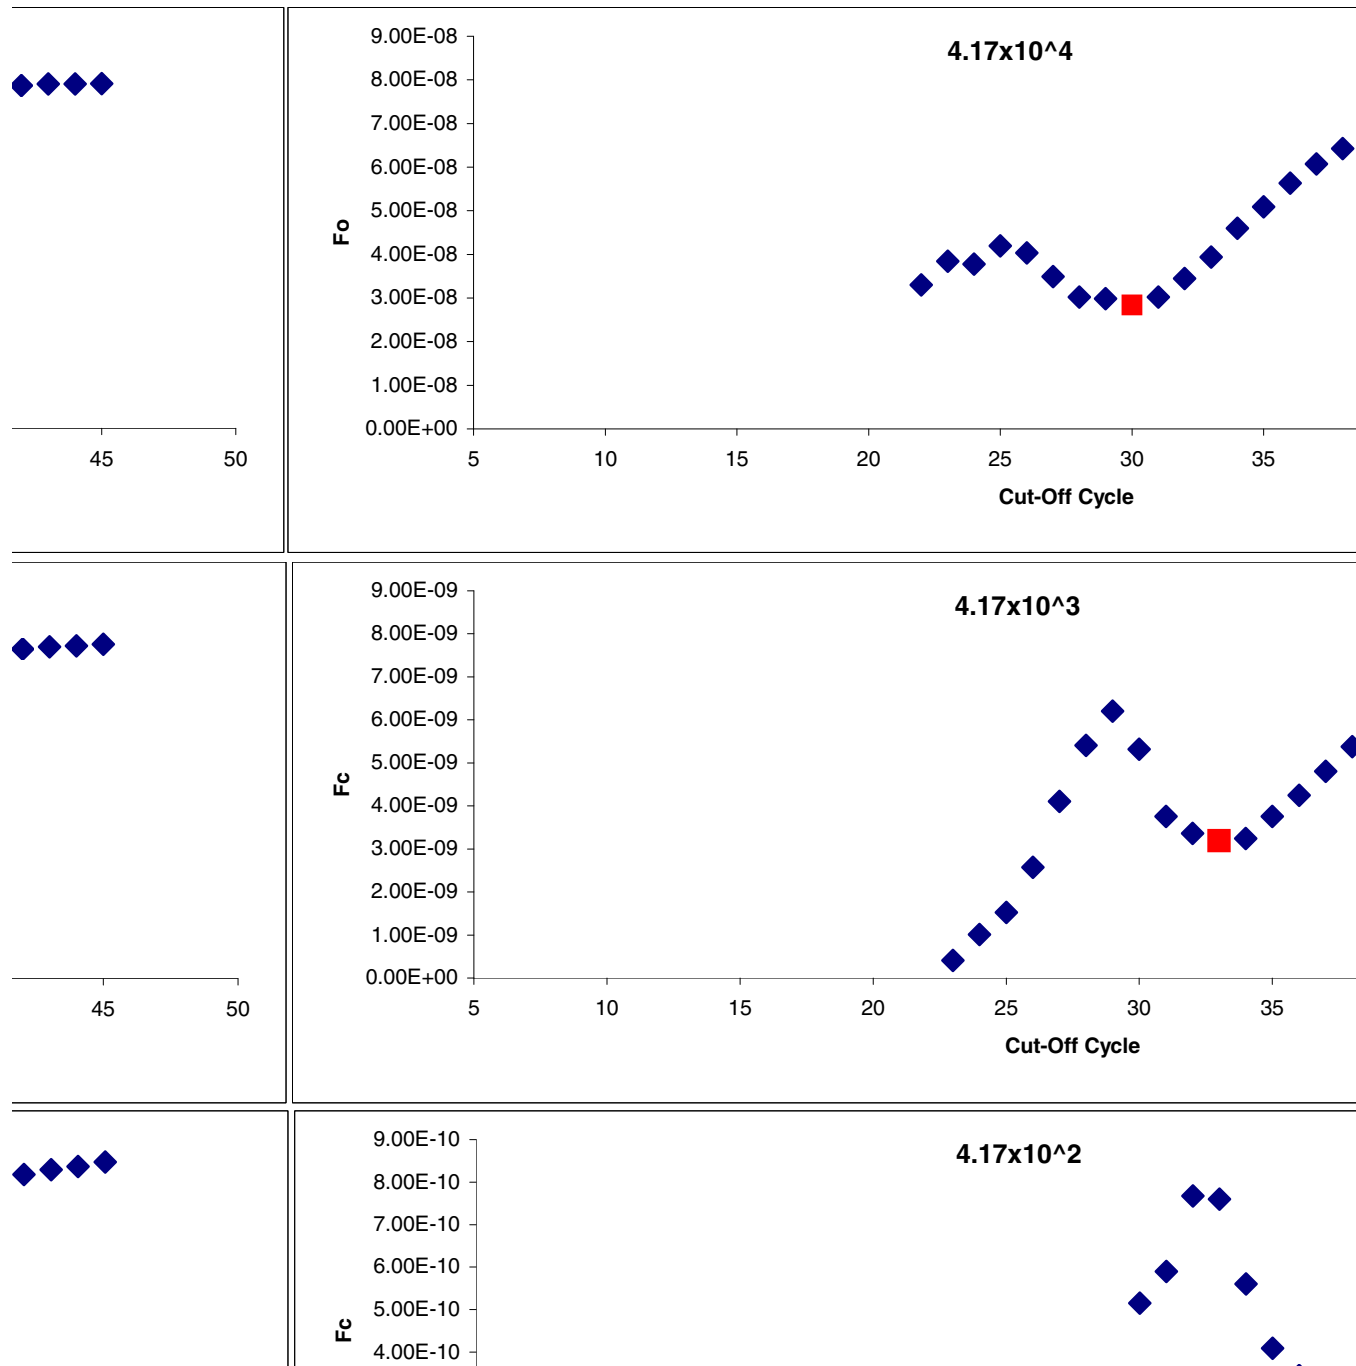 4.17x10^4
9.00E-08
8.00E-08
7.00E-08
6.00E-08
5.00E-08
4.00E-08
3.00E-08
2.00E-08
1.00E-08
0.00E+00
Fo
45 50
5 10 15 20 25 30 35
Cut-Off Cycle
4.17x10^3
9.00E-09
8.00E-09
7.00E-09
6.00E-09
5.00E-09
4.00E-09
3.00E-09
2.00E-09
1.00E-09
0.00E+00
Fc
45 50
5 10 15 20 25 30 35
Cut-Off Cycle
4.17x10^2
9.00E-10
8.00E-10
7.00E-10
6.00E-10
5.00E-10
4.00E-10
Fc